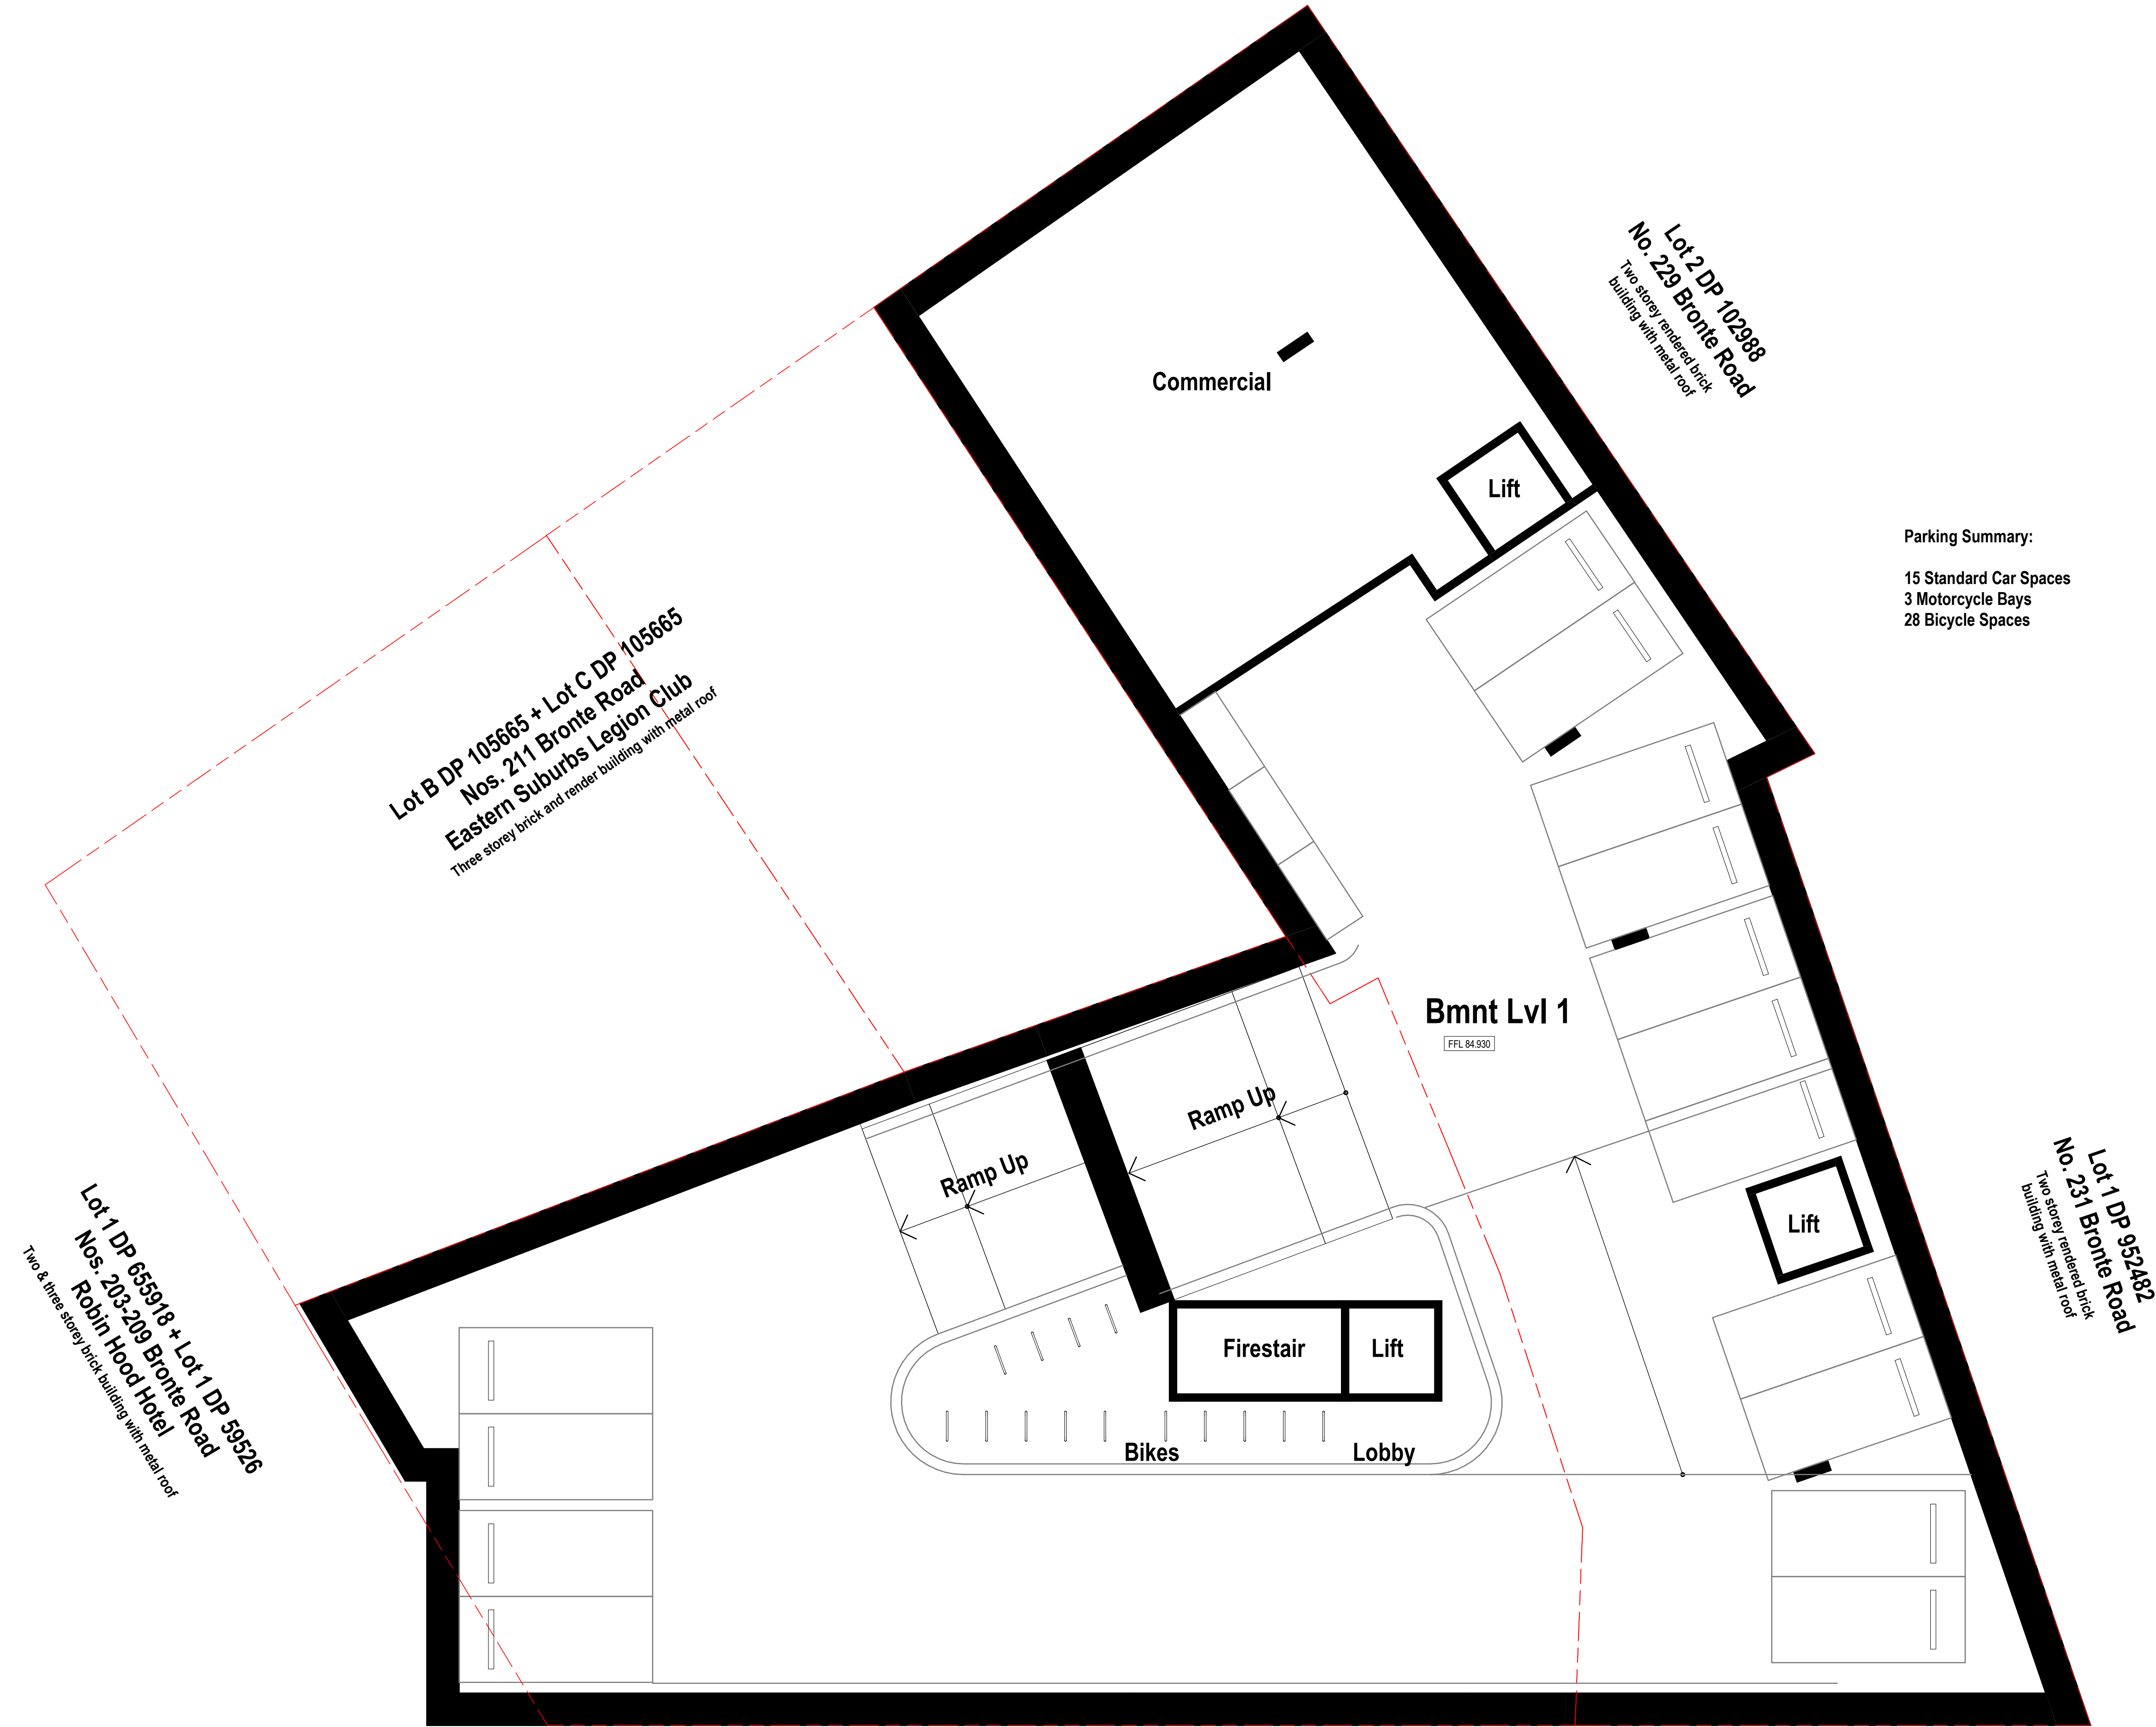 Lot 2 DP 102988
No. 229 Bronte Road
Two storey rendered brick
building with metal roof
Commercial
Lift
Parking Summary:
15 Standard Car Spaces
3 Motorcycle Bays
28 Bicycle Spaces
Lot B DP 105665 + Lot C DP 105665
Nos. 211 Bronte Road
Eastern Suburbs Legion Club
Three storey brick and render building with metal roof
Bmnt Lvl 1
FFL 84.930
Ramp Up
Ramp Up
Lot 1 DP 952482
No. 231 Bronte Road
Two storey rendered brick
building with metal roof
Lift
Lot 1 DP 655918 + Lot 1 DP 59526
Nos. 203-209 Bronte Road
Robin Hood Hotel
Two & three storey brick building with metal roof
Firestair
Lift
Bikes
Lobby